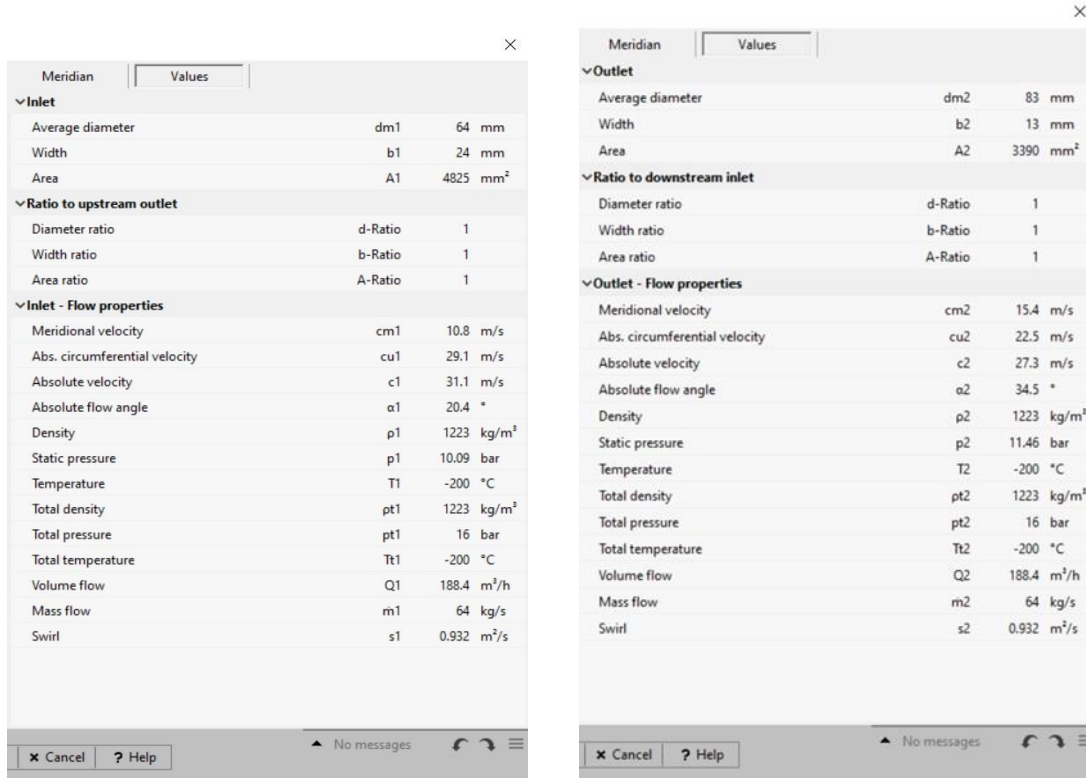 Meridian Values
Inlet
Average diameter dm1 64 mm
Width b1 24 mm
Area A1 4825 mm²
Ratio to upstream outlet
Diameter ratio d-Ratio 1
Width ratio b-Ratio 1
Area ratio A-Ratio 1
Inlet - Flow properties
Meridional velocity cm1 10.8 m/s
Abs. circumferential velocity cu1 29.1 m/s
Absolute velocity c1 31.1 m/s
Absolute flow angle α1 20.4 °
Density ρ1 1223 kg/m³
Static pressure p1 10.09 bar
Temperature T1 -200 °C
Total density ρt1 1223 kg/m³
Total pressure pt1 16 bar
Total temperature Tt1 -200 °C
Volume flow Q1 188.4 m³/h
Mass flow ṁ1 64 kg/s
Swirl s1 0.932 m²/s
No messages
Cancel ? Help
Meridian Values
Outlet
Average diameter dm2 83 mm
Width b2 13 mm
Area A2 3390 mm²
Ratio to downstream inlet
Diameter ratio d-Ratio 1
Width ratio b-Ratio 1
Area ratio A-Ratio 1
Outlet - Flow properties
Meridional velocity cm2 15.4 m/s
Abs. circumferential velocity cu2 22.5 m/s
Absolute velocity c2 27.3 m/s
Absolute flow angle α2 34.5 °
Density ρ2 1223 kg/m³
Static pressure p2 11.46 bar
Temperature T2 -200 °C
Total density ρt2 1223 kg/m³
Total pressure pt2 16 bar
Total temperature Tt2 -200 °C
Volume flow Q2 188.4 m³/h
Mass flow ṁ2 64 kg/s
Swirl s2 0.932 m²/s
No messages
Cancel ? Help